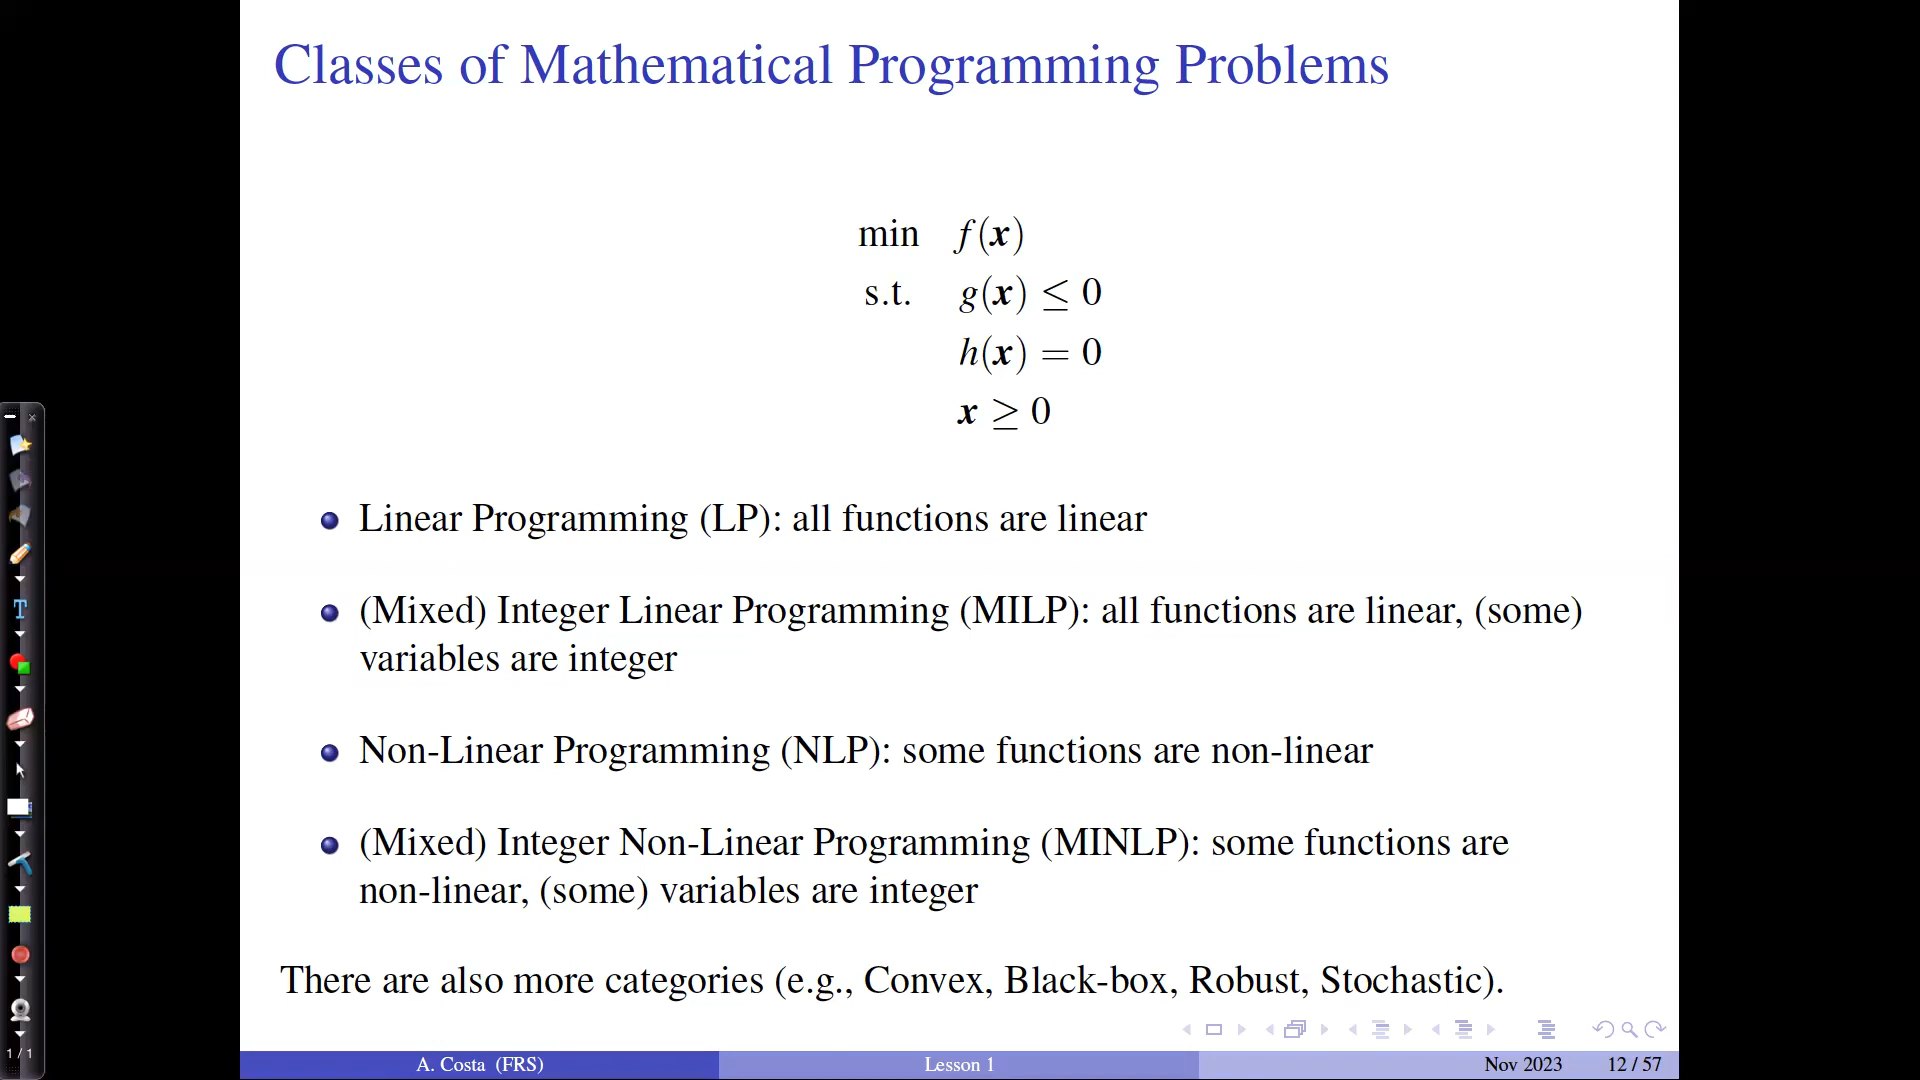 Classes of Mathematical Programming Problems
min f(x)
s.t. g(x) ≤ 0
h(x) = 0
x ≥ 0
Linear Programming (LP): all functions are linear
(Mixed) Integer Linear Programming (MILP): all functions are linear, (some)
variables are integer
Non-Linear Programming (NLP): some functions are non-linear
(Mixed) Integer Non-Linear Programming (MINLP): some functions are
non-linear, (some) variables are integer
There are also more categories (e.g., Convex, Black-box, Robust, Stochastic).
1 / 1
A. Costa (FRS) Lesson 1 Nov 2023 12 / 57